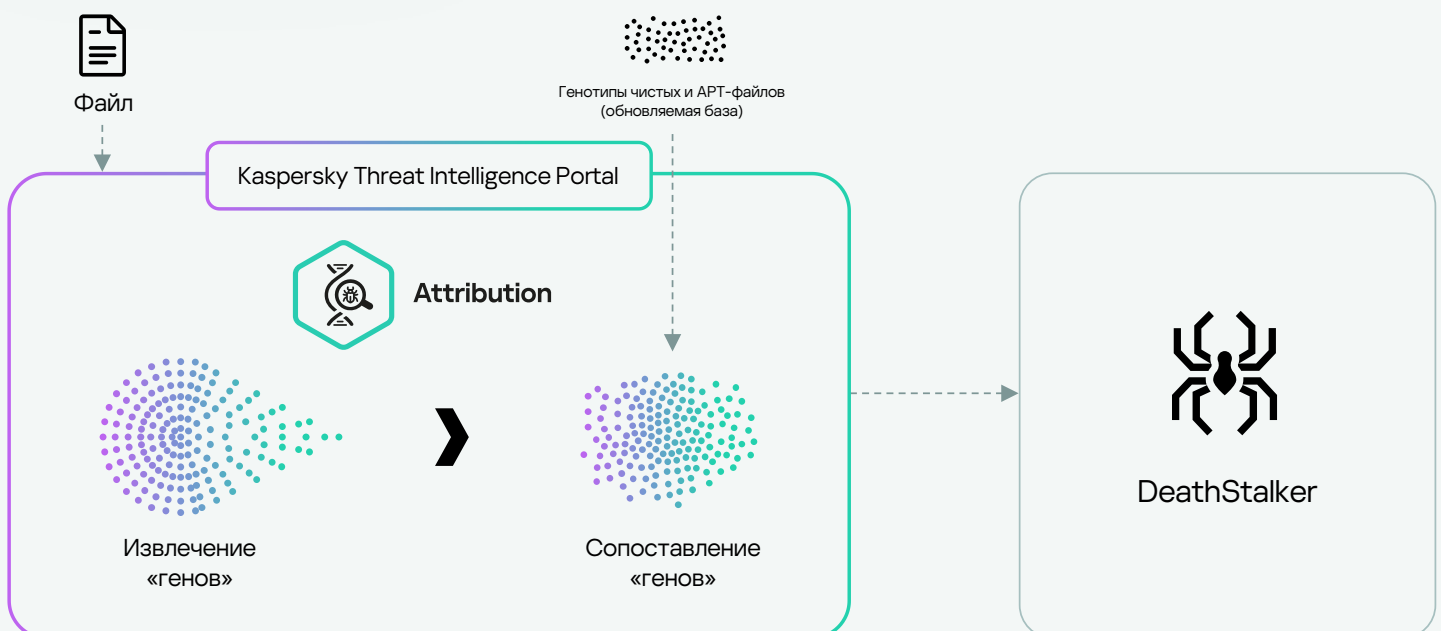 Файл
Генотипы чистых и APT-файлов
(обновляемая база)
Kaspersky Threat Intelligence Portal
Attribution
Извлечение
«генов»
Сопоставление
«генов»
DeathStalker